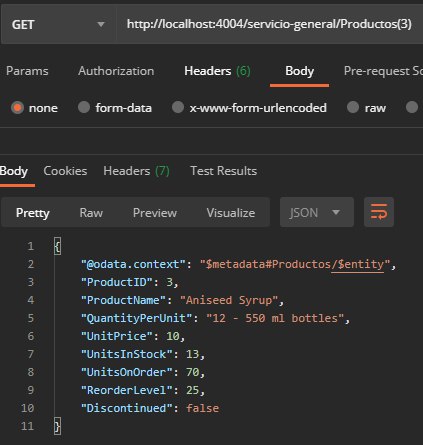 GET http://localhost:4004/servicio-general/Productos(3)
Params Authorization Headers (6) Body Pre-request Sc
none form-data x-www-form-urlencoded raw
Body Cookies Headers (7) Test Results
Pretty Raw Preview Visualize JSON
1 {
2 "@odata.context": "$metadata#Productos/$entity",
3 "ProductID": 3,
4 "ProductName": "Aniseed Syrup",
5 "QuantityPerUnit": "12 - 550 ml bottles",
6 "UnitPrice": 10,
7 "UnitsInStock": 13,
8 "UnitsOnOrder": 70,
9 "ReorderLevel": 25,
10 "Discontinued": false
11 }